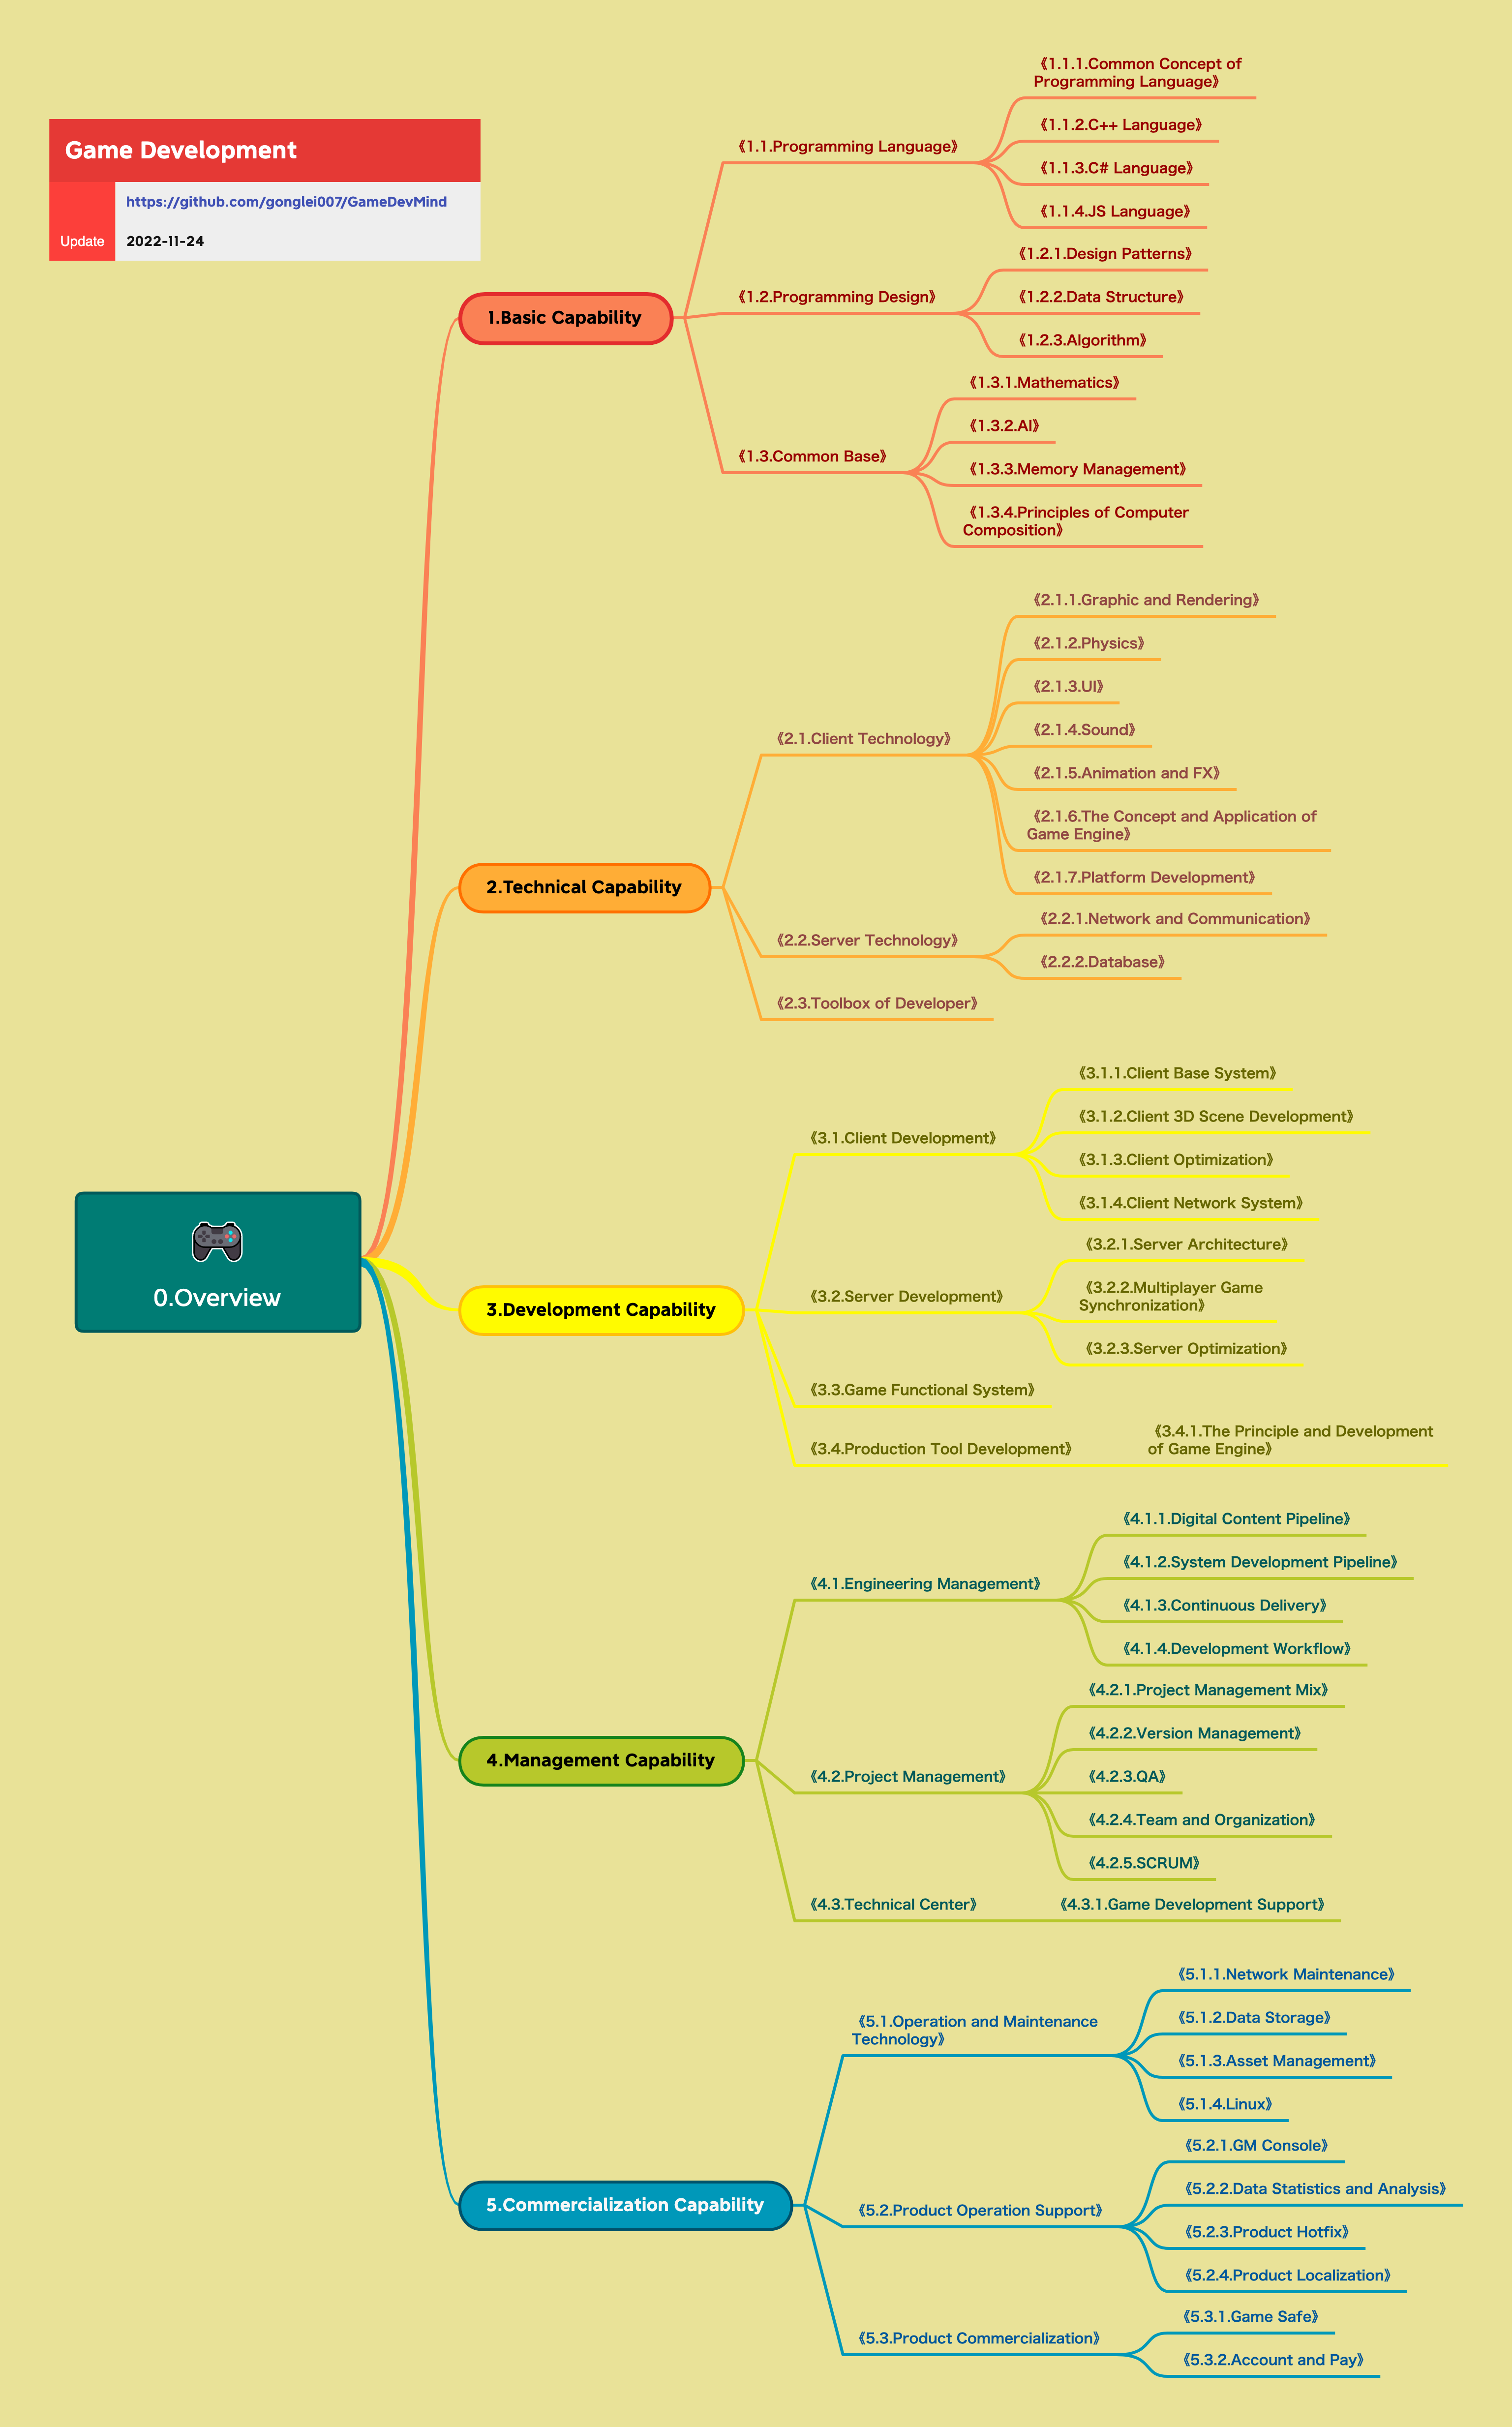 Game Development
https://github.com/gonglei007/GameDevMind
Update 2022-11-24
0.Overview
1.Basic Capability
《1.1.Programming Language》
《1.1.1.Common Concept of
Programming Language》
《1.1.2.C++ Language》
《1.1.3.C# Language》
《1.1.4.JS Language》
《1.2.Programming Design》
《1.2.1.Design Patterns》
《1.2.2.Data Structure》
《1.2.3.Algorithm》
《1.3.Common Base》
《1.3.1.Mathematics》
《1.3.2.AI》
《1.3.3.Memory Management》
《1.3.4.Principles of Computer
Composition》
2.Technical Capability
《2.1.Client Technology》
《2.1.1.Graphic and Rendering》
《2.1.2.Physics》
《2.1.3.UI》
《2.1.4.Sound》
《2.1.5.Animation and FX》
《2.1.6.The Concept and Application of
Game Engine》
《2.1.7.Platform Development》
《2.2.Server Technology》
《2.2.1.Network and Communication》
《2.2.2.Database》
《2.3.Toolbox of Developer》
3.Development Capability
《3.1.Client Development》
《3.1.1.Client Base System》
《3.1.2.Client 3D Scene Development》
《3.1.3.Client Optimization》
《3.1.4.Client Network System》
《3.2.Server Development》
《3.2.1.Server Architecture》
《3.2.2.Multiplayer Game
Synchronization》
《3.2.3.Server Optimization》
《3.3.Game Functional System》
《3.4.Production Tool Development》
《3.4.1.The Principle and Development
of Game Engine》
4.Management Capability
《4.1.Engineering Management》
《4.1.1.Digital Content Pipeline》
《4.1.2.System Development Pipeline》
《4.1.3.Continuous Delivery》
《4.1.4.Development Workflow》
《4.2.Project Management》
《4.2.1.Project Management Mix》
《4.2.2.Version Management》
《4.2.3.QA》
《4.2.4.Team and Organization》
《4.2.5.SCRUM》
《4.3.Technical Center》
《4.3.1.Game Development Support》
5.Commercialization Capability
《5.1.Operation and Maintenance
Technology》
《5.1.1.Network Maintenance》
《5.1.2.Data Storage》
《5.1.3.Asset Management》
《5.1.4.Linux》
《5.2.Product Operation Support》
《5.2.1.GM Console》
《5.2.2.Data Statistics and Analysis》
《5.2.3.Product Hotfix》
《5.2.4.Product Localization》
《5.3.Product Commercialization》
《5.3.1.Game Safe》
《5.3.2.Account and Pay》